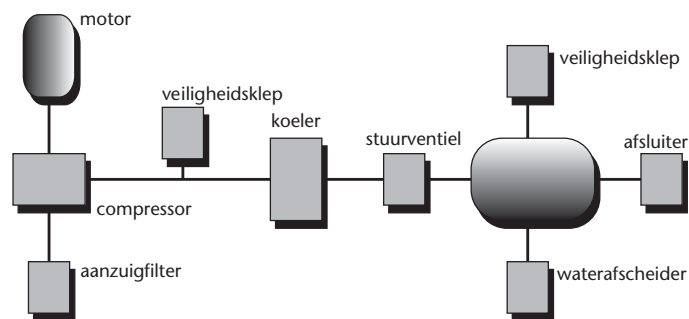 motor
veiligheidsklep
veiligheidsklep
koeler
stuurventiel
afsluiter
compressor
aanzuigfilter
waterafscheider